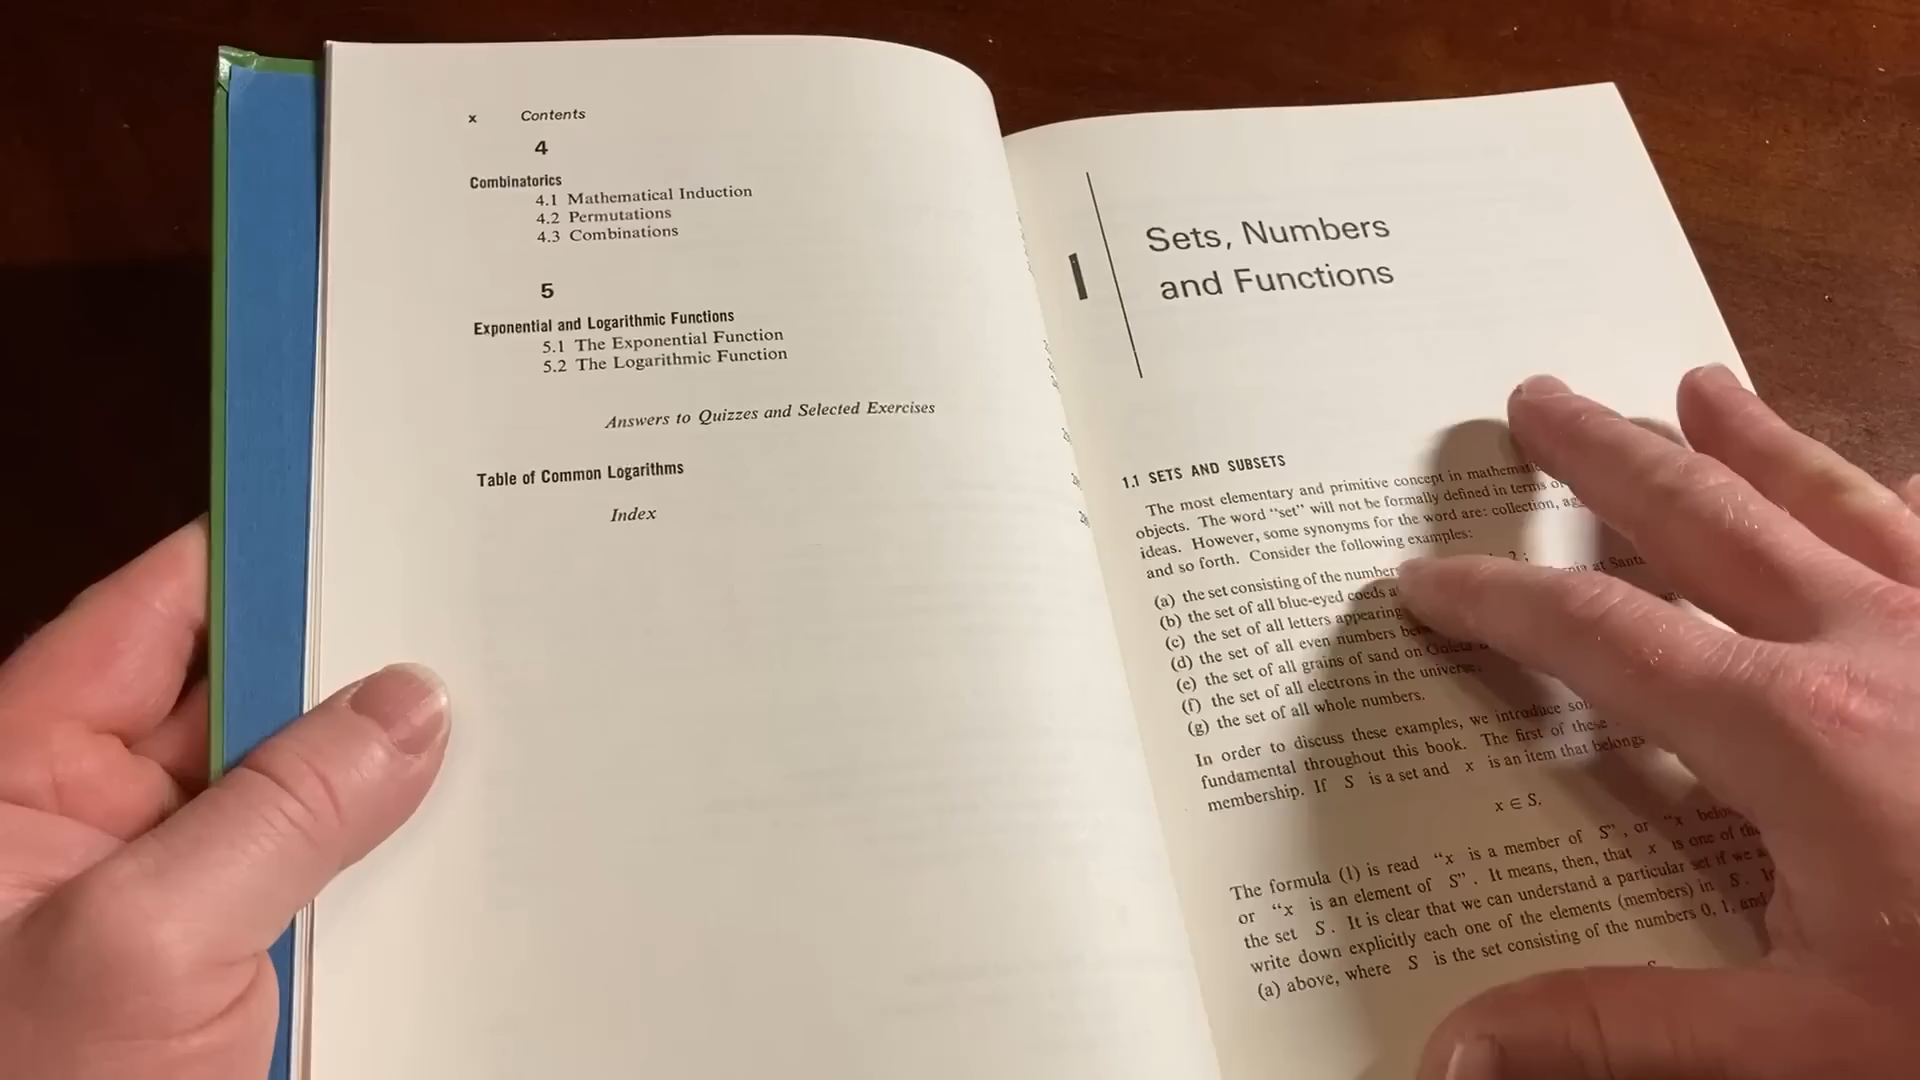 x Contents
4
Combinatorics
4.1 Mathematical Induction
4.2 Permutations
4.3 Combinations
5
Exponential and Logarithmic Functions
5.1 The Exponential Function
5.2 The Logarithmic Function
Answers to Quizzes and Selected Exercises
Table of Common Logarithms
Index
I
Sets, Numbers
and Functions
1.1 SETS AND SUBSETS
The most elementary and primitive concept in
objects. The word “set” will not be formally defined in terms
ideas. However, some synonyms for the word are: collection,
and so forth. Consider the following examples:
(a) the set consisting of the 2 ;
(b) the set of all blue-eyed coeds at
(c) the set of all letters appearing
(d) the set of all even numbers
(e) the set of all grains of sand on
(f) the set of all electrons in the universe;
(g) the set of all whole numbers.
In order to discuss these examples, we introduce
fundamental throughout this book. The first of these
membership. If S is a set and x is an item that belongs
x ∈ S.
The formula (1) is read “x is a member of S”, or “x
or “x is an element of S”. It means, then, that x is one of
the set S. It is clear that we can understand a particular set if we
write down explicitly each one of the elements (members) in S.
(a) above, where S is the set consisting of the numbers 0, 1, and